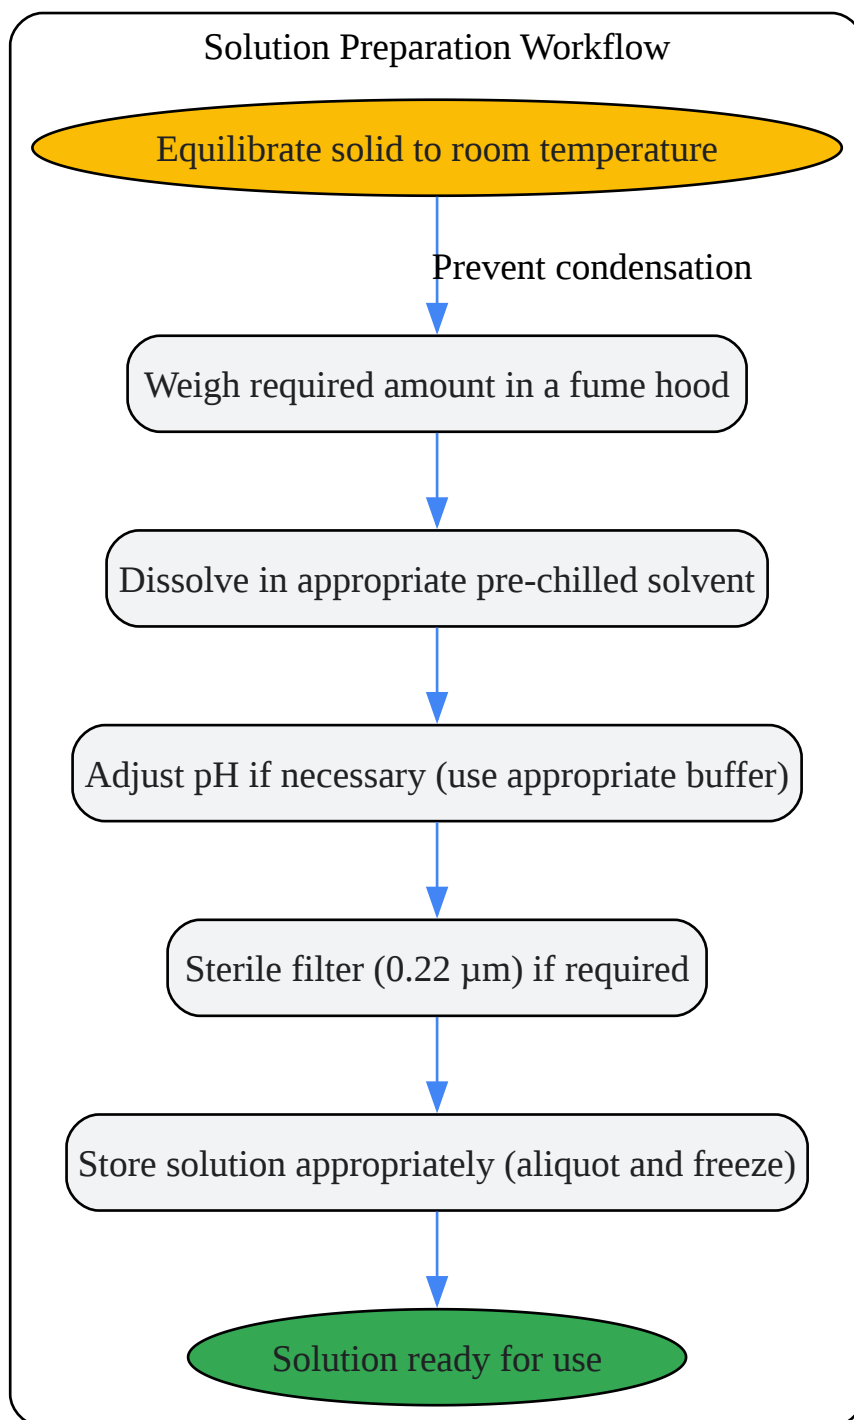 Solution Preparation Workflow
Equilibrate solid to room temperature
Prevent condensation
Weigh required amount in a fume hood
Dissolve in appropriate pre-chilled solvent
Adjust pH if necessary (use appropriate buffer)
Sterile filter (0.22 µm) if required
Store solution appropriately (aliquot and freeze)
Solution ready for use